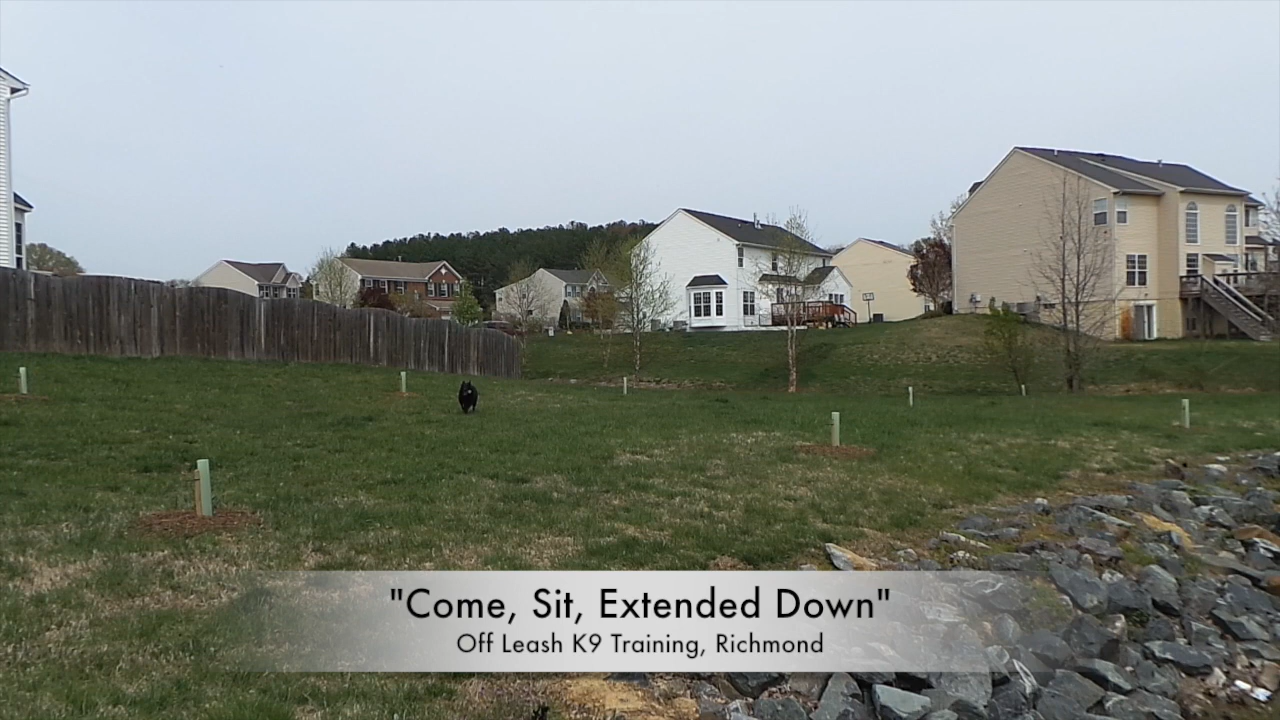 "Come, Sit, Extended Down"
Off Leash K9 Training, Richmond